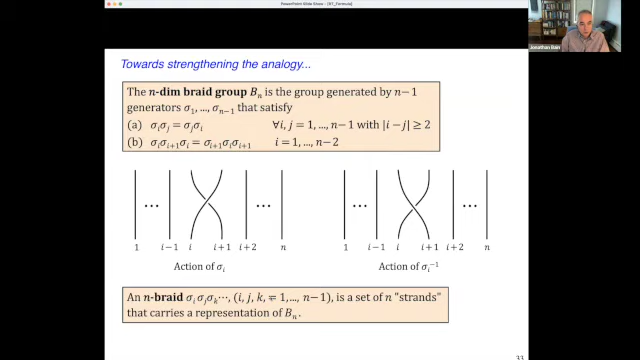 PowerPoint Slide Show - [RT_Formula]
Jonathan Bain
Towards strengthening the analogy...
The n-dim braid group Bₙ is the group generated by n−1
generators σ₁, ..., σₙ₋₁ that satisfy
(a) σᵢσⱼ = σⱼσᵢ ∀i, j = 1, ..., n−1 with |i−j| ≥ 2
(b) σᵢσᵢ₊₁σᵢ = σᵢ₊₁σᵢσᵢ₊₁ i = 1, ..., n−2
... ... ... ...
1 i−1 i i+1 i+2 n 1 i−1 i i+1 i+2 n
Action of σᵢ Action of σᵢ⁻¹
An n-braid σᵢσⱼσₖ···, (i, j, k, = 1, ..., n−1), is a set of n "strands"
that carries a representation of Bₙ.
33